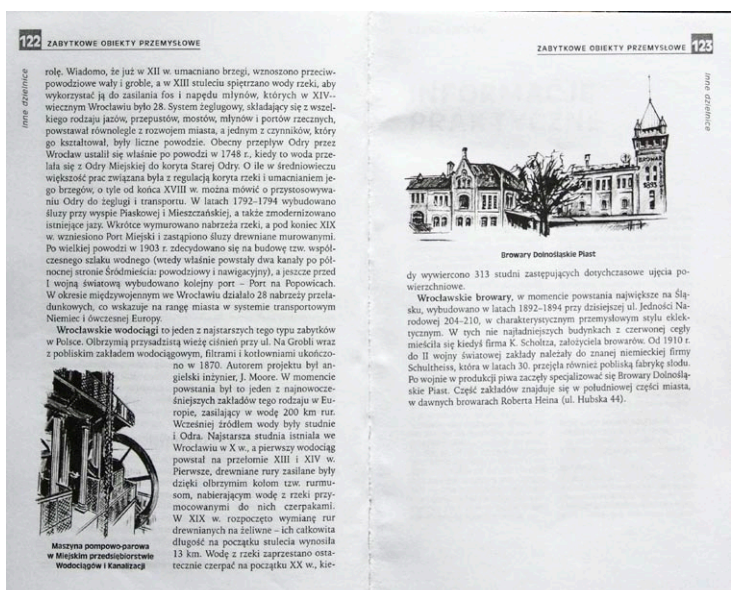 122 ZABYTKOWE OBIEKTY PRZEMYSŁOWE
Inne dzielnice
rolę. Wiadomo, że już w XII w. umacniano brzegi, wznoszono przeciw-
powodziowe wały i groble, a w XIII stuleciu spiętrzano wody rzeki, aby
wykorzystać ją do zasilania fos i napędu młynów, których w XIV-
wiecznym Wrocławiu było 28. System żeglugowy, składający się z wszel-
kiego rodzaju jazów, przepustów, mostów, młynów i portów rzecznych,
powstawał równolegle z rozwojem miasta, a jednym z czynników, który
go kształtował, były liczne powodzie. Obecny przepływ Odry przez
Wrocław ustalił się właśnie po powodzi w 1748 r., kiedy to woda prze-
lała się z Odry Miejskiej do koryta Starej Odry. O ile w średniowieczu
większość prac związana była z regulacją koryta rzeki i umacnianiem je-
go brzegów, o tyle od końca XVIII w. można mówić o przystosowywa-
niu Odry do żeglugi i transportu. W latach 1792–1794 wybudowano
śluzy przy wyspie Piaskowej i Mieszczańskiej, a także zmodernizowano
istniejące jazy. Wkrótce wymurowano nabrzeża rzeki, a pod koniec XIX
w. wzniesiono Port Miejski i zastąpiono śluzy drewniane murowanymi.
Po wielkiej powodzi w 1903 r. zdecydowano się na budowę tzw. współ-
czesnego szlaku wodnego (wtedy właśnie powstały dwa kanały po pół-
nocnej stronie Śródmieścia: powodziowy i nawigacyjny), a jeszcze przed
I wojną światową wybudowano kolejny port – Port na Popowicach.
W okresie międzywojennym we Wrocławiu działało 28 nabrzeży przeła-
dunkowych, co wskazuje na rangę miasta w systemie transportowym
Niemiec i ówczesnej Europy.
Wrocławskie wodociągi to jeden z najstarszych tego typu zabytków
w Polsce. Olbrzymią przysadzistą wieżę ciśnień przy ul. Na Grobli wraz
z pobliskim zakładem wodociągowym, filtrami i kotłowniami ukończo-
no w 1870. Autorem projektu był an-
gielski inżynier, J. Moore. W momencie
powstania był to jeden z najnowocze-
śniejszych zakładów tego rodzaju w Eu-
ropie, zasilający w wodę 200 km rur.
Wcześniej źródłem wody były studnie
i Odra. Najstarsza studnia istniała we
Wrocławiu w X w., a pierwszy wodociąg
powstał na przełomie XIII i XIV w.
Pierwsze, drewniane rury zasilane były
dzięki olbrzymim kołom tzw. rurmu-
som, nabierającym wodę z rzeki przy-
mocowanymi do nich czerpakami.
W XIX w. rozpoczęto wymianę rur
drewnianych na żeliwne – ich całkowita
długość na początku stulecia wynosiła
13 km. Wodę z rzeki zaprzestano osta-
tecznie czerpać na początku XX w., kie-
Maszyna pompowo-parowa
w Miejskim przedsiębiorstwie
Wodociągów i Kanalizacji
ZABYTKOWE OBIEKTY PRZEMYSŁOWE 123
Inne dzielnice
BROWAR
1893
Browary Dolnośląskie Piast
dy wywiercono 313 studni zastępujących dotychczasowe ujęcia po-
wierzchniowe.
Wrocławskie browary, w momencie powstania największe na Ślą-
sku, wybudowano w latach 1892–1894 przy dzisiejszej ul. Jedności Na-
rodowej 204–210, w charakterystycznym przemysłowym stylu eklek-
tycznym. W tych nie najładniejszych budynkach z czerwonej cegły
mieściła się kiedyś firma K. Scholtza, założyciela browarów. Od 1910 r.
do II wojny światowej zakłady należały do znanej niemieckiej firmy
Schultheiss, która w latach 30. przejęła również pobliską fabrykę słodu.
Po wojnie w produkcji piwa zaczęły specjalizować się Browary Dolnoślą-
skie Piast. Część zakładów znajduje się w południowej części miasta,
w dawnych browarach Roberta Heina (ul. Hubska 44).